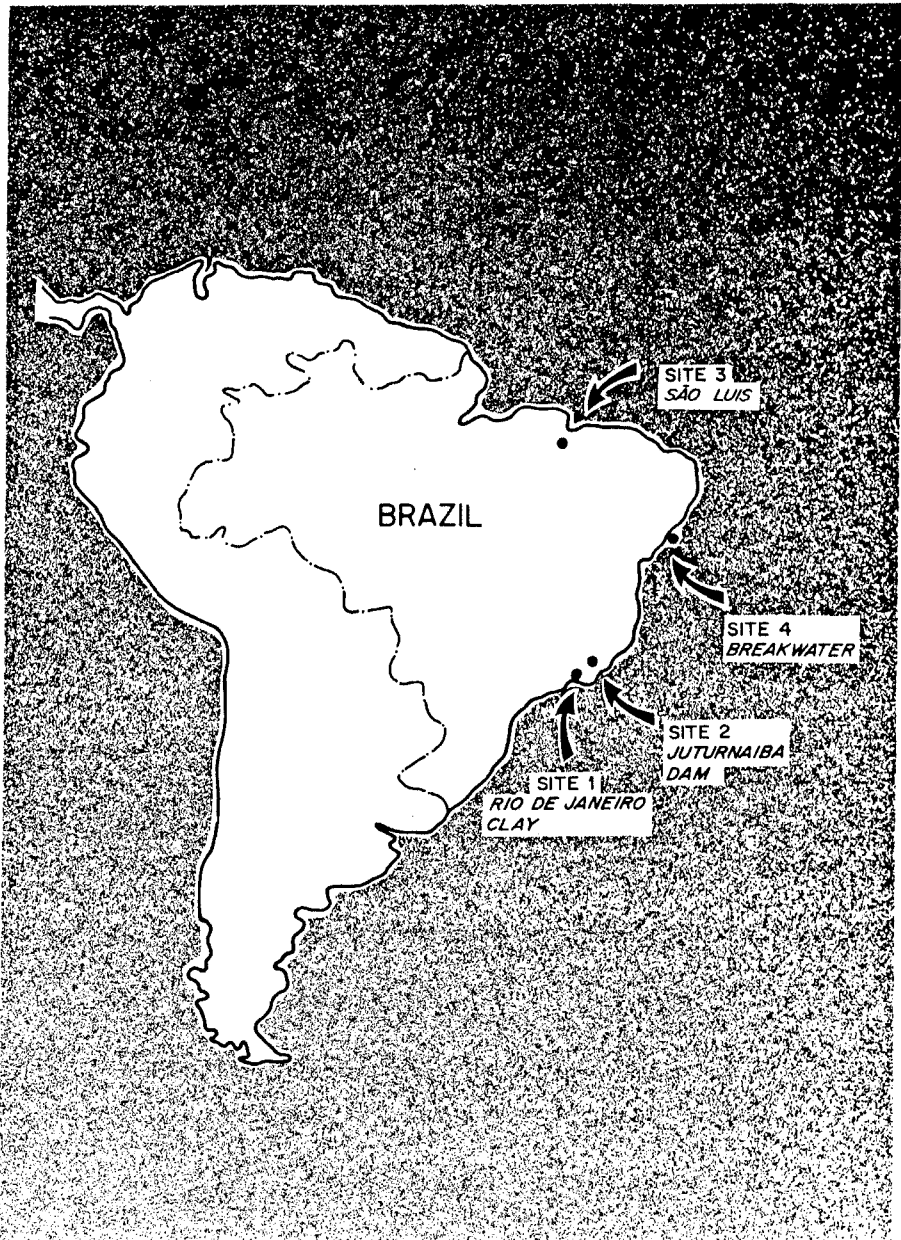 SITE 3
SÃO LUIS
BRAZIL
SITE 4
BREAKWATER
SITE 2
JUTURNAIBA
DAM
SITE 1
RIO DE JANEIRO
CLAY